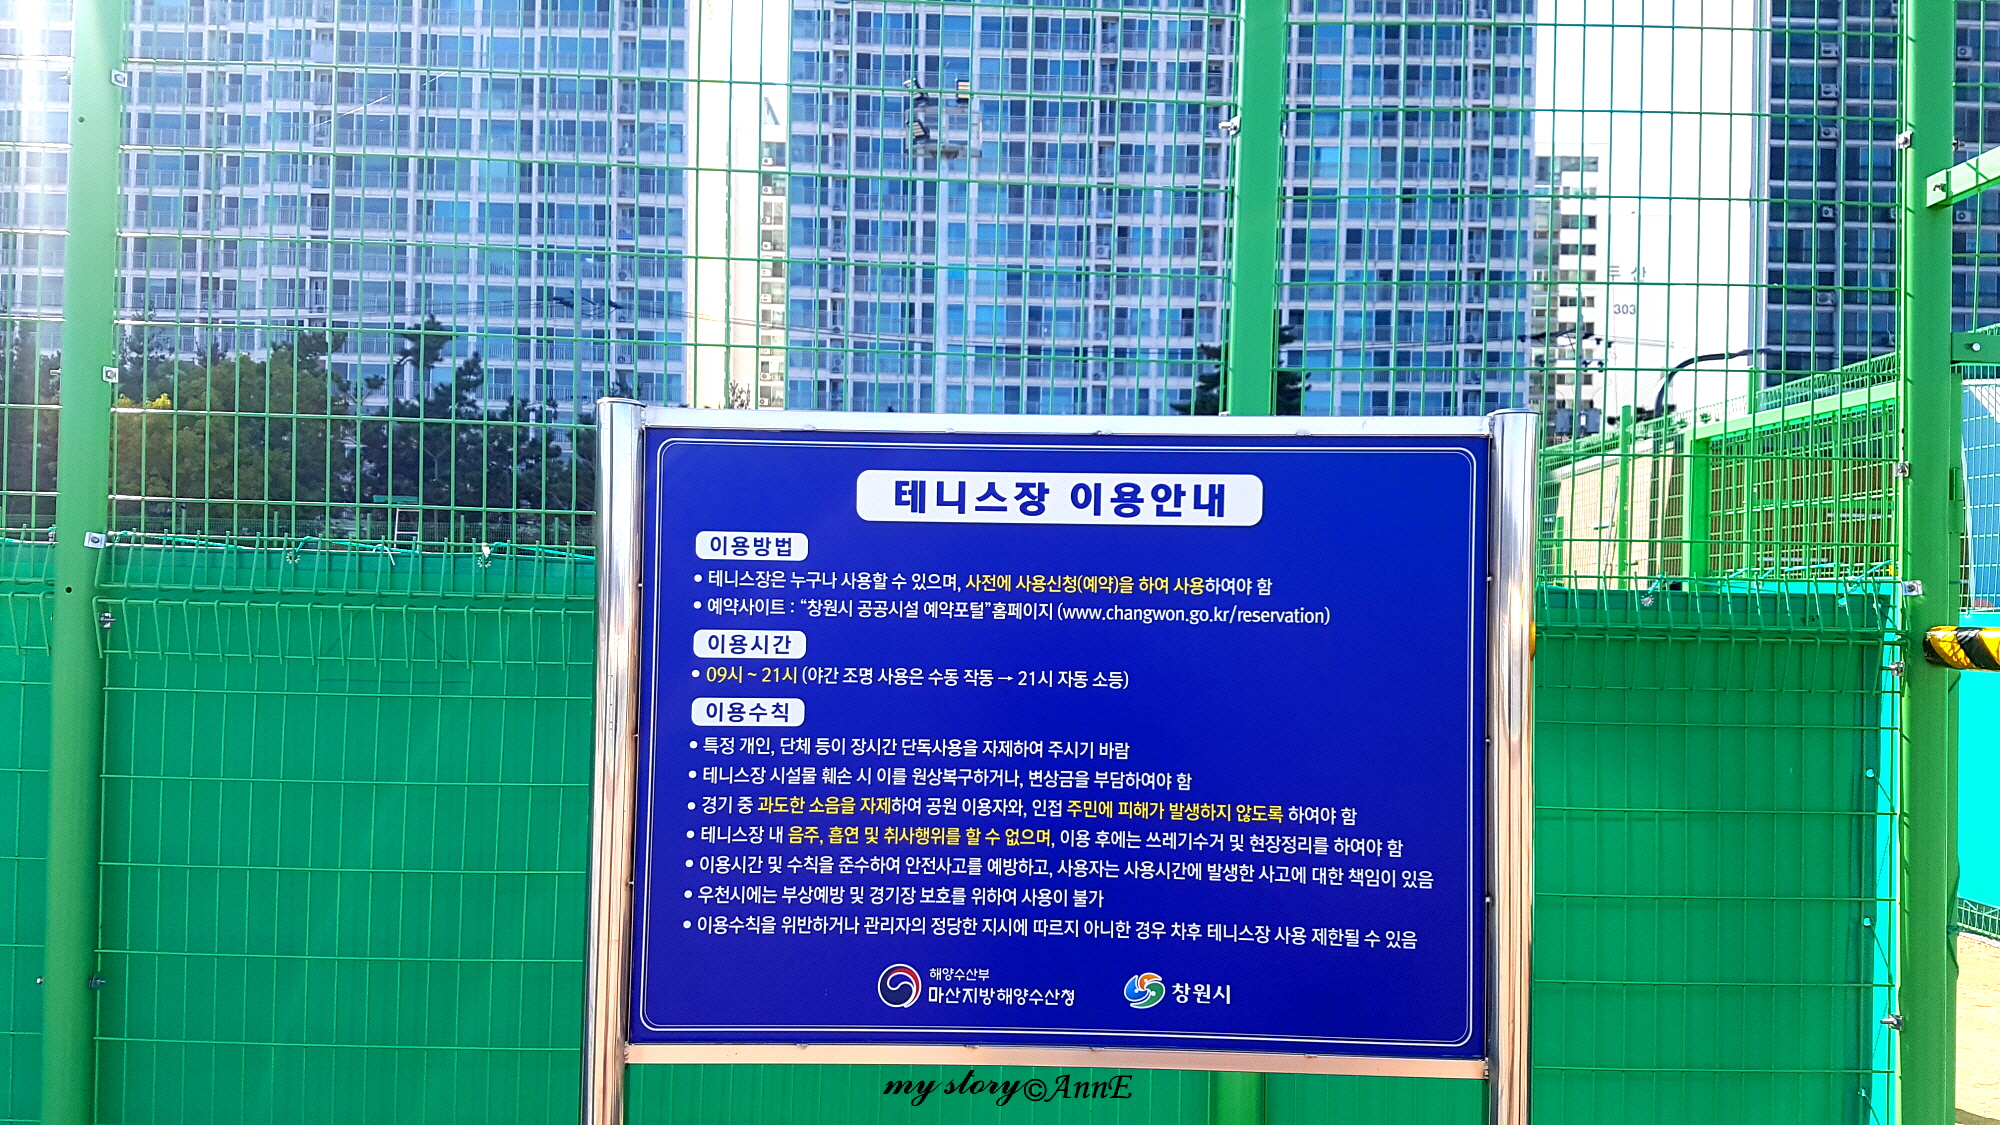 두산
303
테니스장 이용안내
이용방법
• 테니스장은 누구나 사용할 수 있으며, 사전에 사용신청(예약)을 하여 사용하여야 함
• 예약사이트 : “창원시 공공시설 예약포털”홈페이지 (www.changwon.go.kr/reservation)
이용시간
• 09시 ~ 21시 (야간 조명 사용은 수동 작동 → 21시 자동 소등)
이용수칙
• 특정 개인, 단체 등이 장시간 단독사용을 자제하여 주시기 바람
• 테니스장 시설물 훼손 시 이를 원상복구하거나, 변상금을 부담하여야 함
• 경기 중 과도한 소음을 자제하여 공원 이용자와, 인접 주민에 피해가 발생하지 않도록 하여야 함
• 테니스장 내 음주, 흡연 및 취사행위를 할 수 없으며, 이용 후에는 쓰레기수거 및 현장정리를 하여야 함
• 이용시간 및 수칙을 준수하여 안전사고를 예방하고, 사용자는 사용시간에 발생한 사고에 대한 책임이 있음
• 우천시에는 부상예방 및 경기장 보호를 위하여 사용이 불가
• 이용수칙을 위반하거나 관리자의 정당한 지시에 따르지 아니한 경우 차후 테니스장 사용 제한될 수 있음
해양수산부
마산지방해양수산청
창원시
my story©AnnE